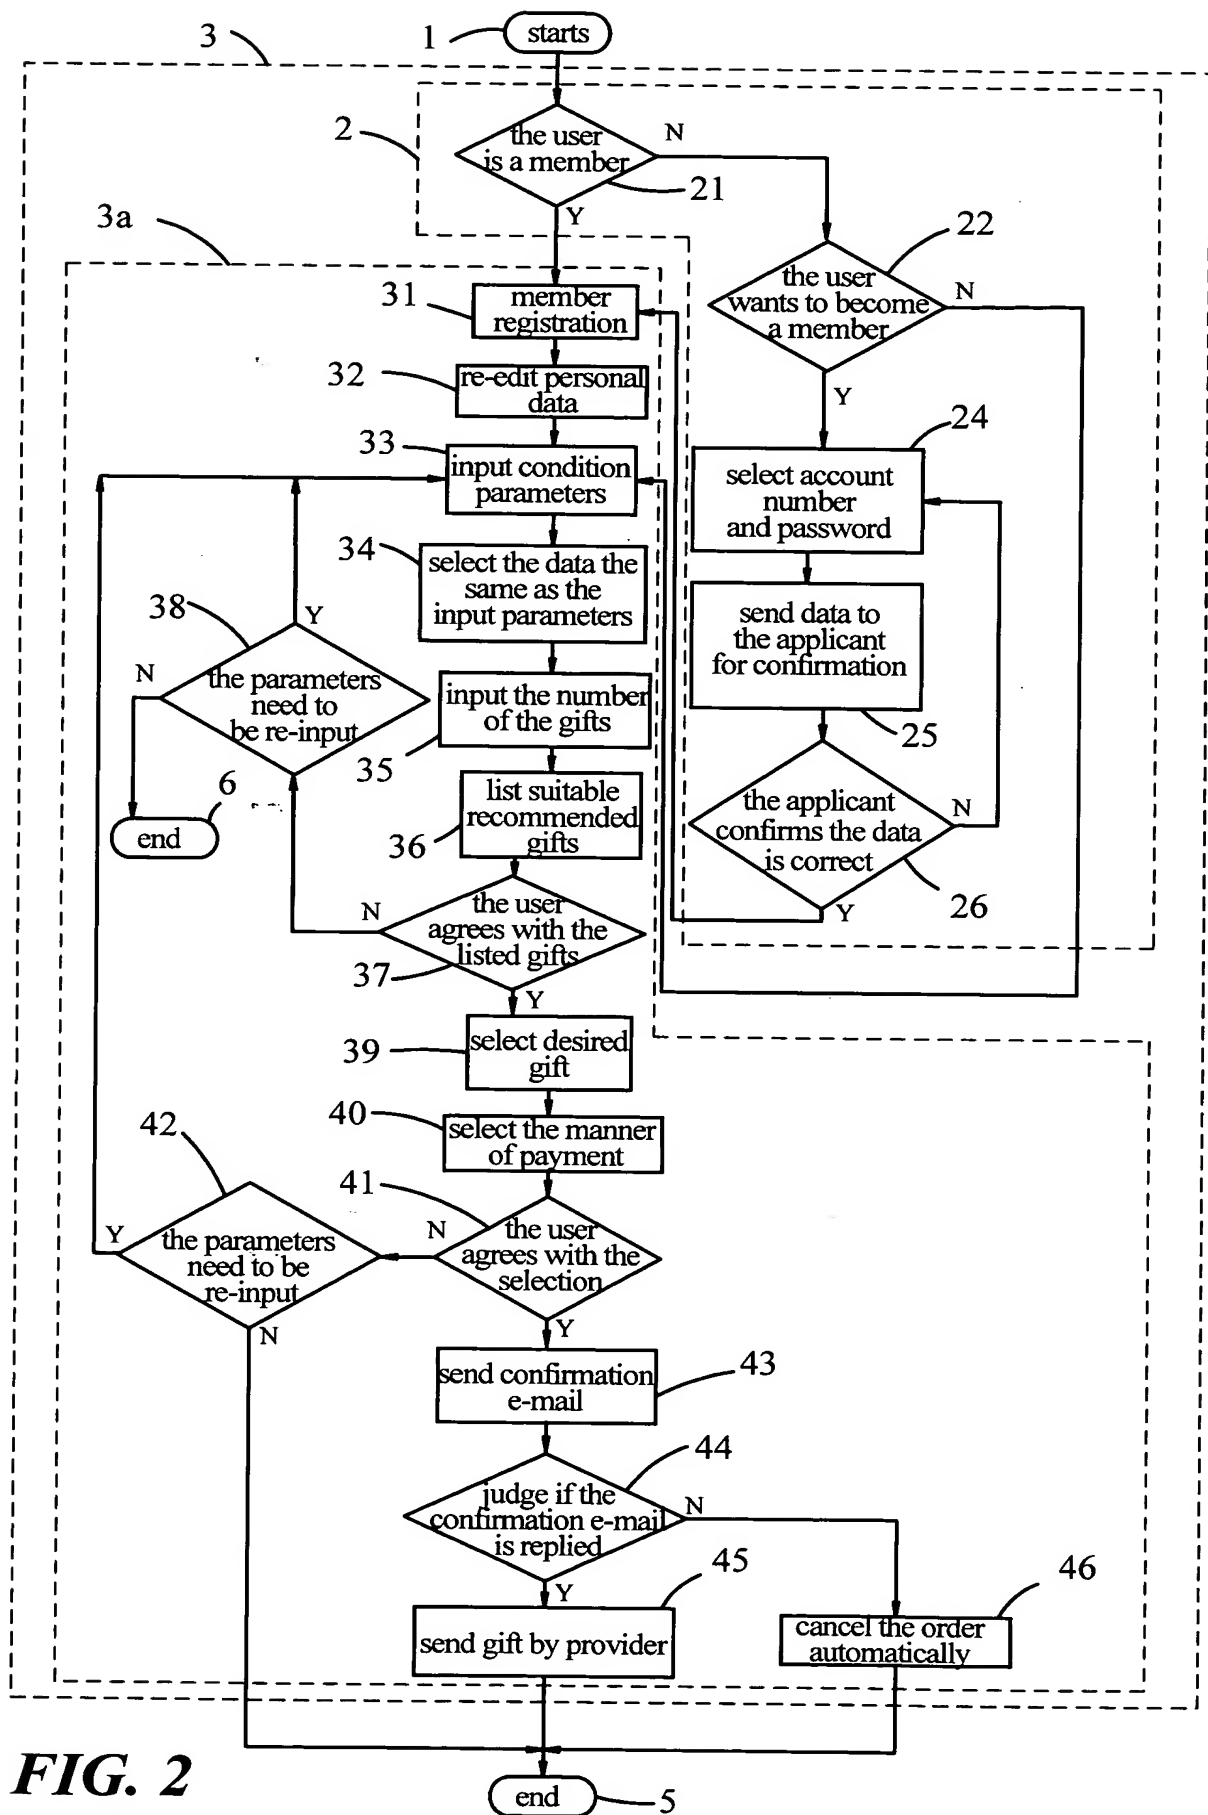 3
1
starts
2
the user
is a member
N
21
Y
3a
22
the user
wants to become
a member
N
Y
31
member
registration
32
re-edit personal
data
33
input condition
parameters
24
select account
number
and password
34
select the data the
same as the
input parameters
38
Y
N
the parameters
need to
be re-input
send data to
the applicant
for confirmation
25
input the number
of the gifts
35
6
end
list suitable
recommended
gifts
36
the applicant
confirms the data
is correct
N
26
Y
N
the user
agrees with the
listed gifts
37
Y
select desired
gift
39
40
select the manner
of payment
42
41
Y
the parameters
need to be
re-input
N
N
the user
agrees with the
selection
Y
send confirmation
e-mail
43
44
judge if the
confirmation e-mail
is replied
N
Y
45
send gift by provider
46
cancel the order
automatically
FIG. 2
end
5